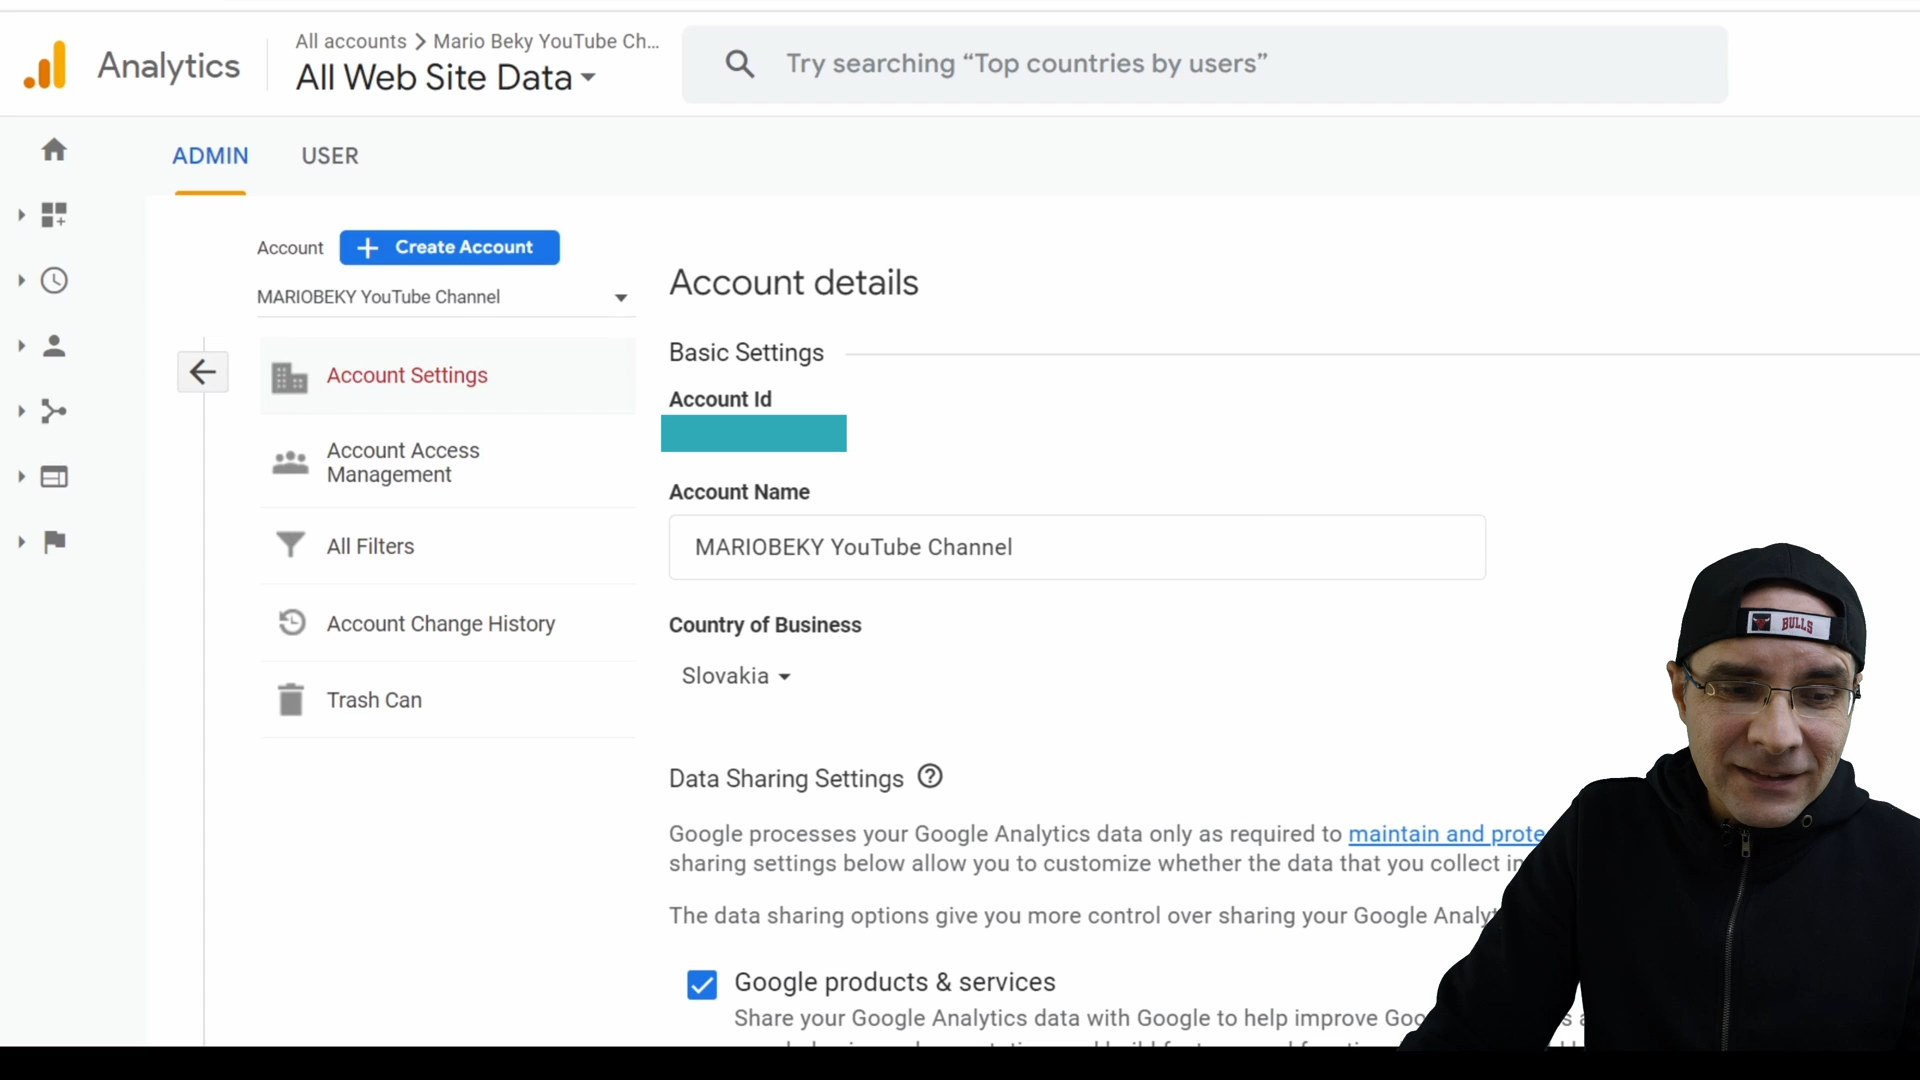 Analytics
All accounts > Mario Beky YouTube Ch...
All Web Site Data
Try searching “Top countries by users”
ADMIN
USER
Account
Create Account
MARIOBEKY YouTube Channel
Account Settings
Account Access
Management
All Filters
Account Change History
Trash Can
Account details
Basic Settings
Account Id
Account Name
MARIOBEKY YouTube Channel
Country of Business
Slovakia
Data Sharing Settings
Google processes your Google Analytics data only as required to maintain and prote
sharing settings below allow you to customize whether the data that you collect in
The data sharing options give you more control over sharing your Google Analyt
Google products & services
Share your Google Analytics data with Google to help improve Goo
BULLS